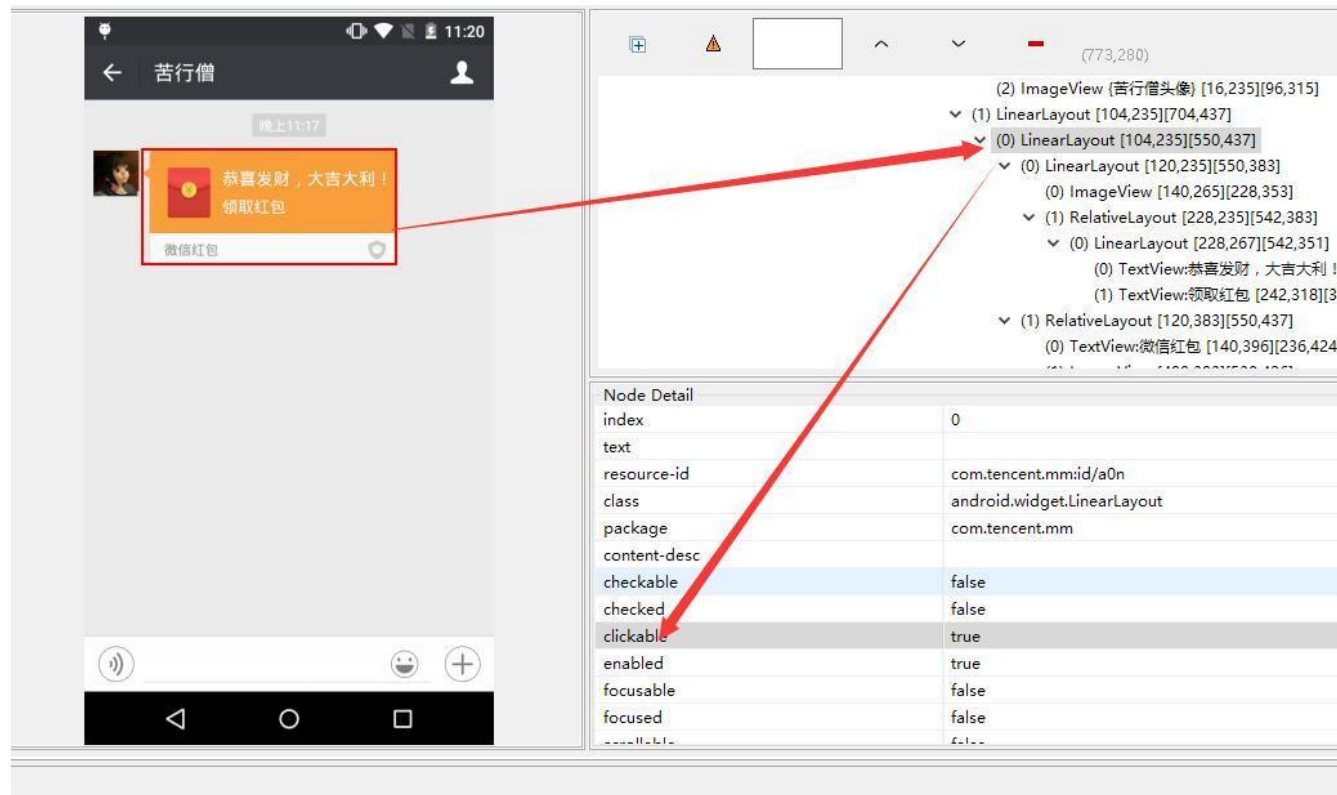 11:20
苦行僧
晚上11:17
恭喜发财，大吉大利！
领取红包
微信红包
(773,280)
(2) ImageView {苦行僧头像} [16,235][96,315]
(1) LinearLayout [104,235][704,437]
(0) LinearLayout [104,235][550,437]
(0) LinearLayout [120,235][550,383]
(0) ImageView [140,265][228,353]
(1) RelativeLayout [228,235][542,383]
(0) LinearLayout [228,267][542,351]
(0) TextView:恭喜发财，大吉大利！
(1) TextView:领取红包 [242,318][3
(1) RelativeLayout [120,383][550,437]
(0) TextView:微信红包 [140,396][236,424
Node Detail
index 0
text
resource-id com.tencent.mm:id/a0n
class android.widget.LinearLayout
package com.tencent.mm
content-desc
checkable false
checked false
clickable true
enabled true
focusable false
focused false